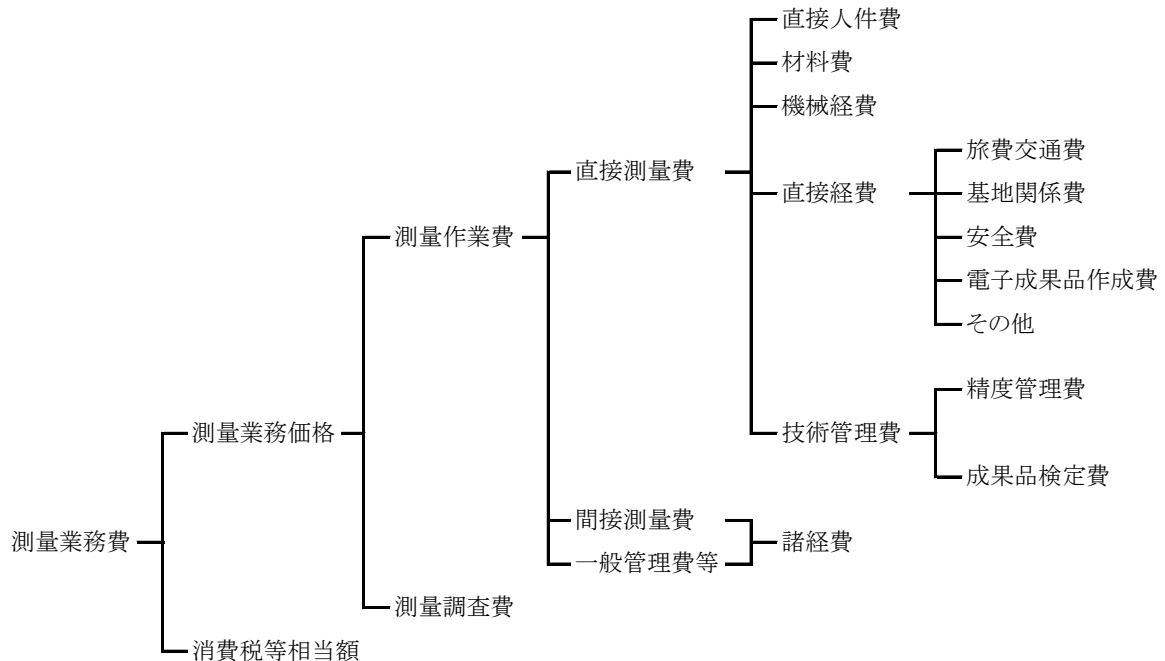 直接人件費
材料費
機械経費
旅費交通費
直接測量費
直接経費
基地関係費
測量作業費
安全費
電子成果品作成費
その他
精度管理費
測量業務価格
技術管理費
成果品検定費
間接測量費
測量業務費
諸経費
一般管理費等
測量調査費
消費税等相当額